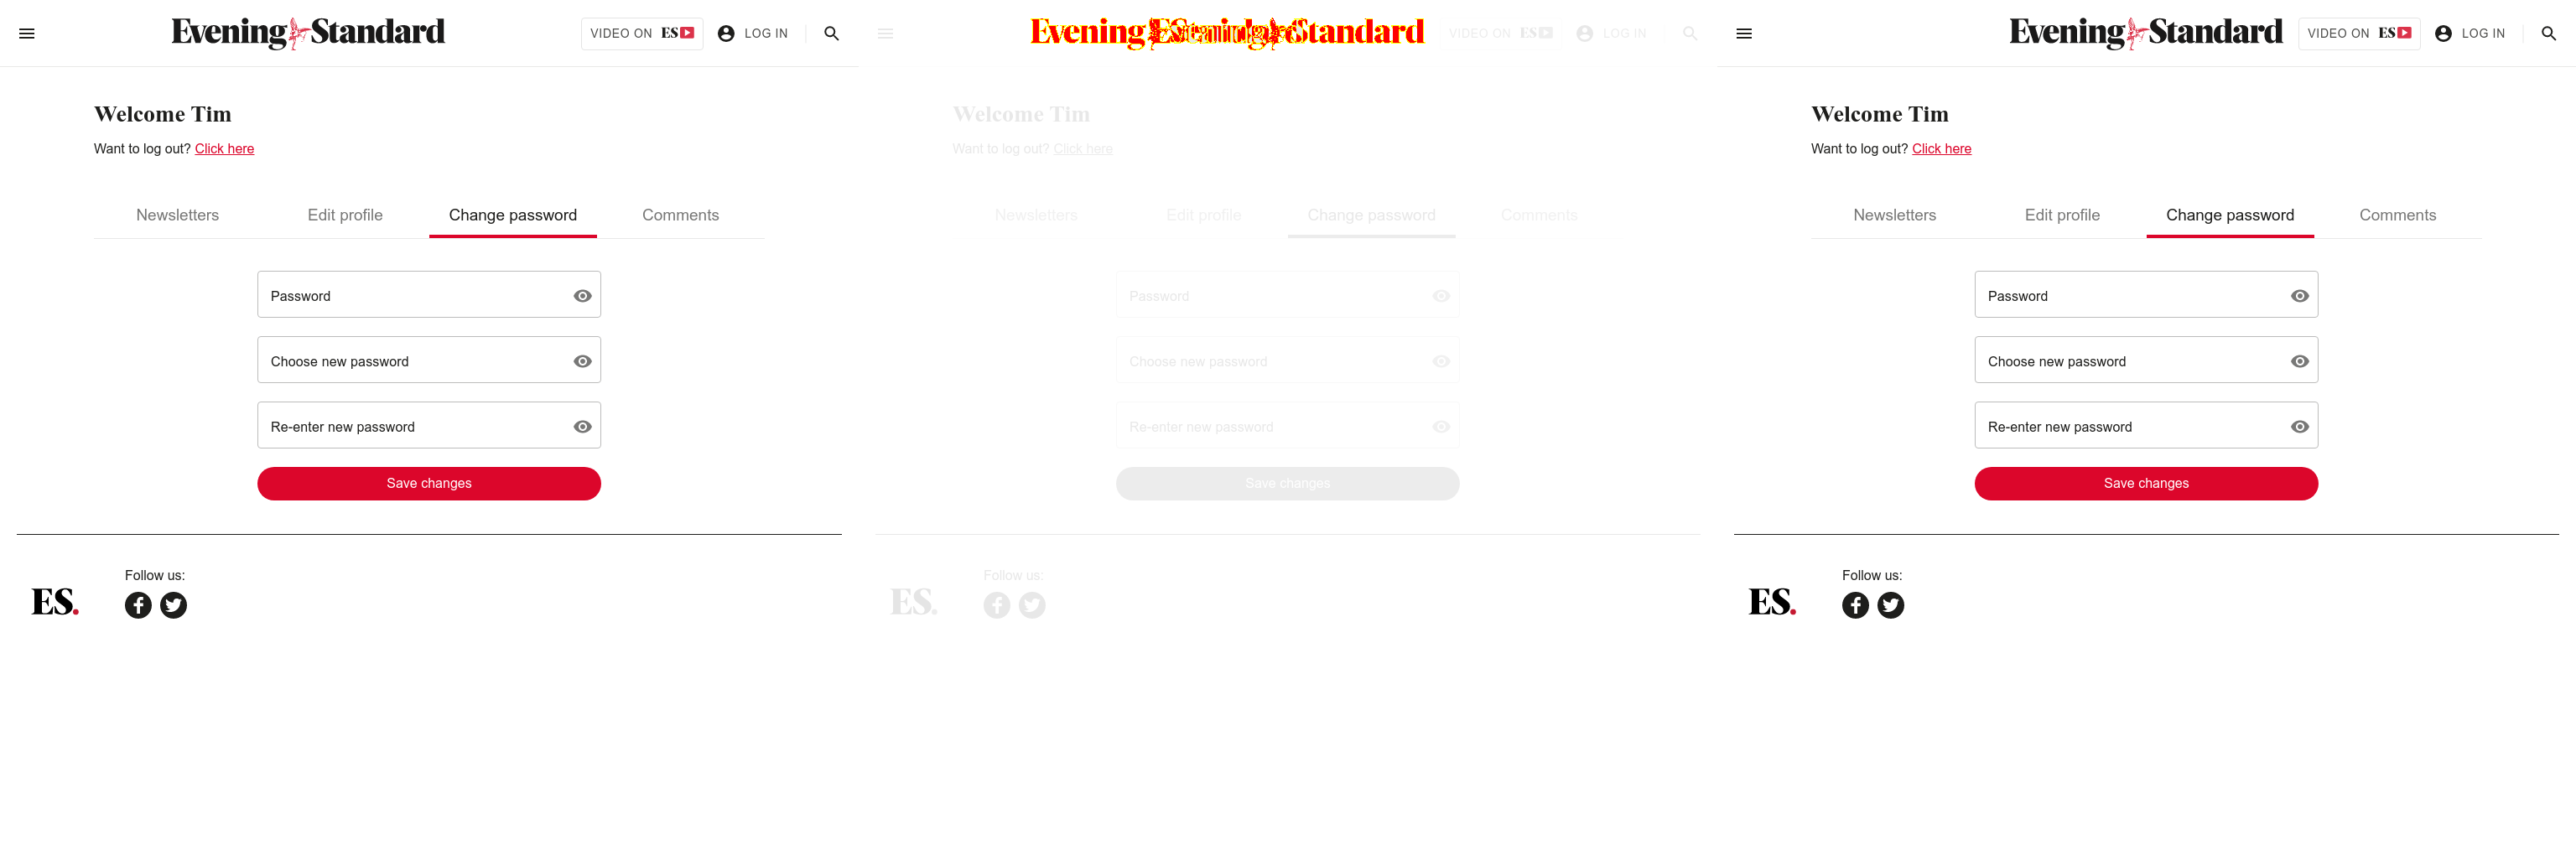 Evening Standard
VIDEO ON ES
LOG IN
Welcome Tim
Want to log out? Click here
Newsletters
Edit profile
Change password
Comments
Password
Choose new password
Re-enter new password
Save changes
ES.
Follow us:
Evening Standard
VIDEO ON ES
LOG IN
Welcome Tim
Want to log out? Click here
Newsletters
Edit profile
Change password
Comments
Password
Choose new password
Re-enter new password
Save changes
ES.
Follow us:
Evening Standard
VIDEO ON ES
LOG IN
Welcome Tim
Want to log out? Click here
Newsletters
Edit profile
Change password
Comments
Password
Choose new password
Re-enter new password
Save changes
ES.
Follow us: